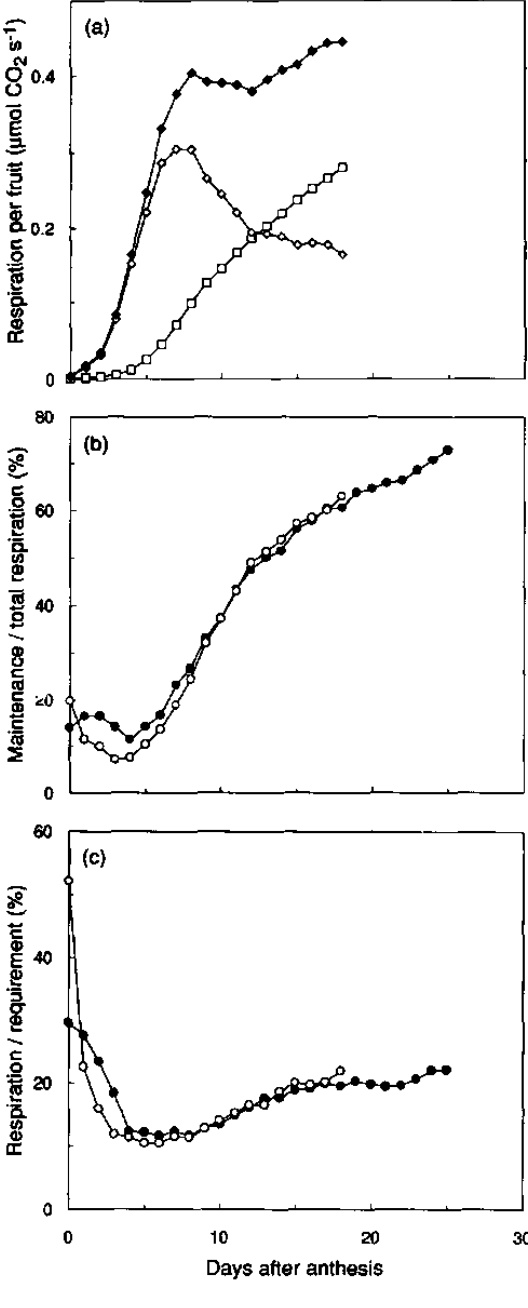 (a)
Respiration per fruit (μmol CO2 s-1)
0.4
0.2
0
80
(b)
Maintenance / total respiration (%)
60
40
20
0
60
(c)
Respiration / requirement (%)
40
20
0
0
10
20
30
Days after anthesis